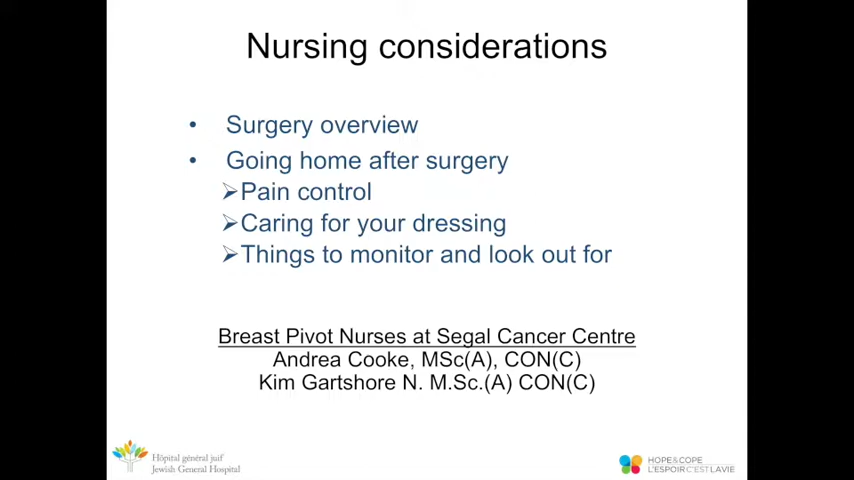 Nursing considerations
• Surgery overview
• Going home after surgery
➢Pain control
➢Caring for your dressing
➢Things to monitor and look out for
Breast Pivot Nurses at Segal Cancer Centre
Andrea Cooke, MSc(A), CON(C)
Kim Gartshore N. M.Sc.(A) CON(C)
Hôpital général juif
Jewish General Hospital
HOPE&COPE
L'ESPOIR C'EST LA VIE